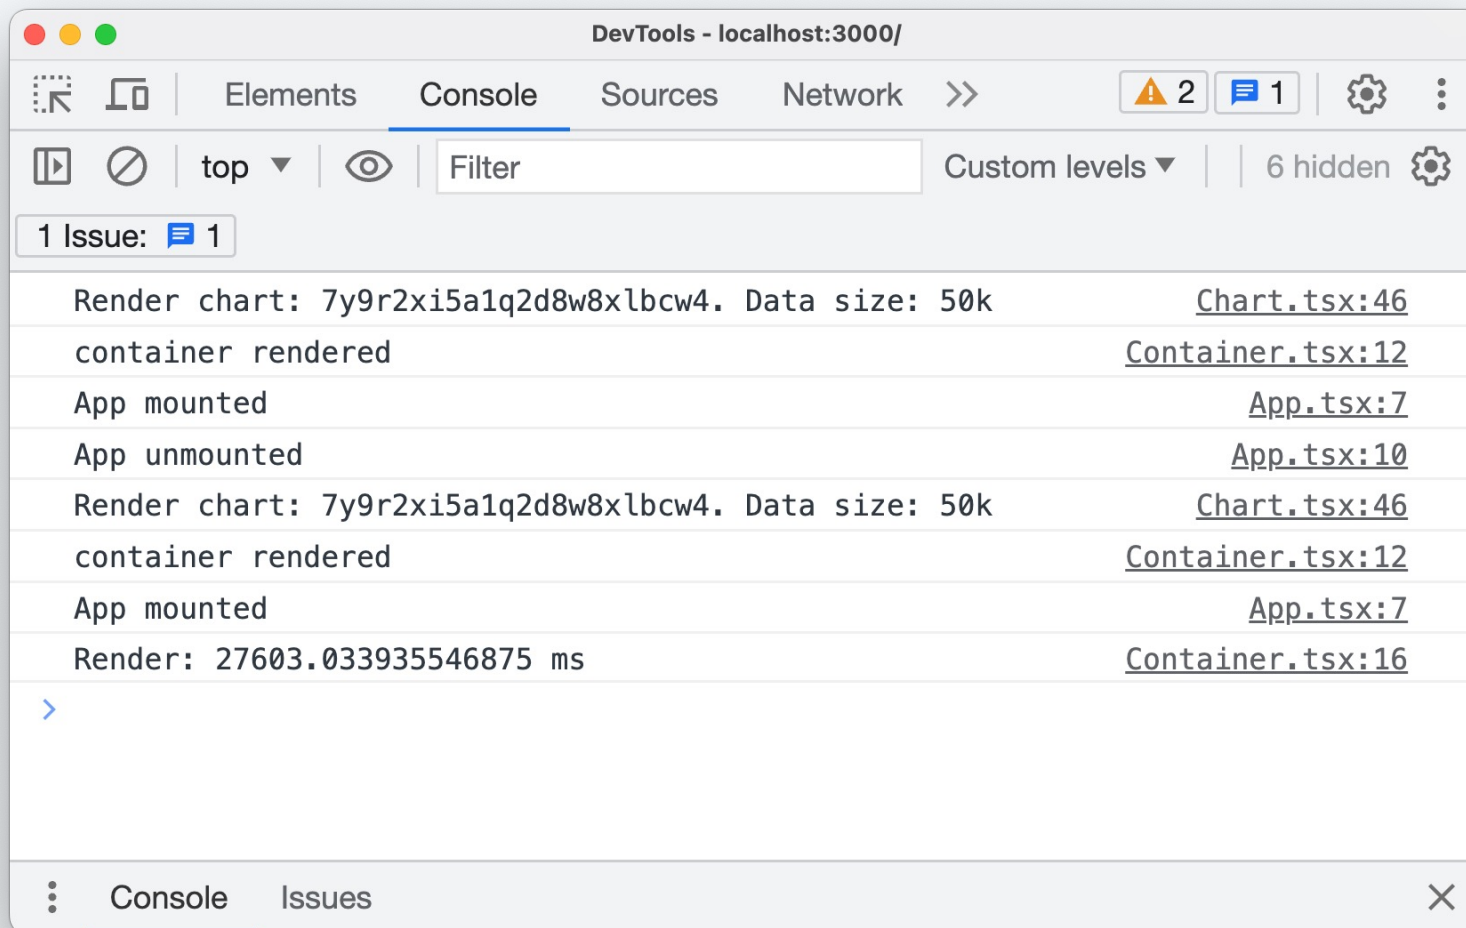 DevTools - localhost:3000/
Elements Console Sources Network 2 1
top Filter Custom levels 6 hidden
1 Issue: 1
Render chart: 7y9r2xi5a1q2d8w8xlbcw4. Data size: 50k Chart.tsx:46
container rendered Container.tsx:12
App mounted App.tsx:7
App unmounted App.tsx:10
Render chart: 7y9r2xi5a1q2d8w8xlbcw4. Data size: 50k Chart.tsx:46
container rendered Container.tsx:12
App mounted App.tsx:7
Render: 27603.033935546875 ms Container.tsx:16
Console Issues